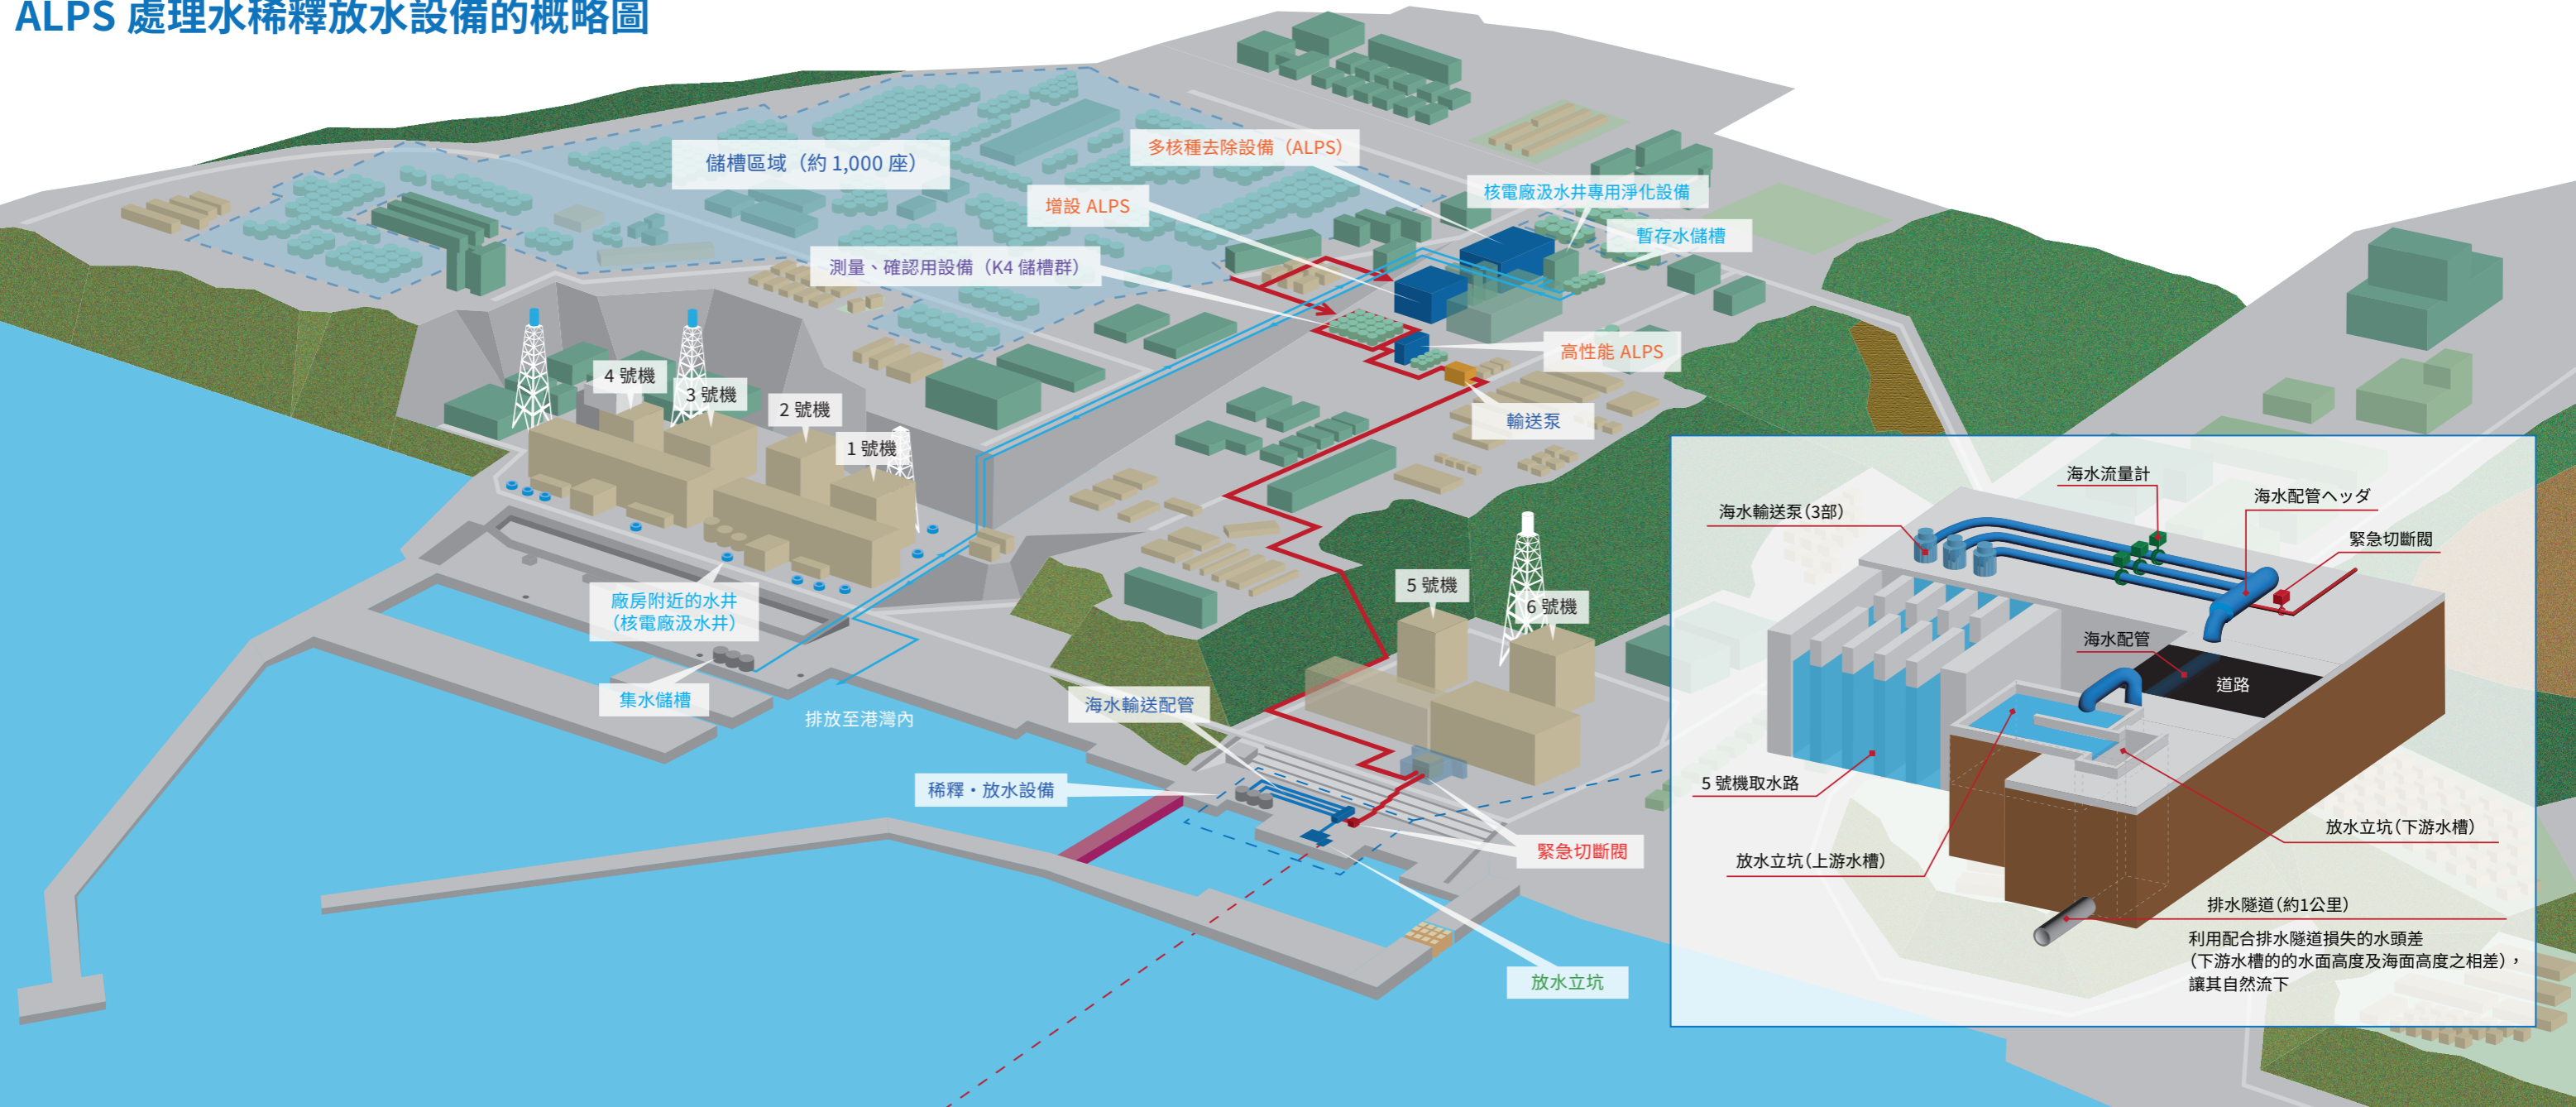 ALPS 處理水稀釋放水設備的概略圖
儲槽區域（約 1,000 座）
多核種去除設備（ALPS）
增設 ALPS
核電廠汲水井專用淨化設備
暫存水儲槽
測量、確認用設備（K4 儲槽群）
高性能 ALPS
輸送泵
4 號機
3 號機
2 號機
1 號機
廠房附近的水井
（核電廠汲水井）
集水儲槽
排放至港灣內
5 號機
6 號機
海水輸送配管
稀釋・放水設備
緊急切斷閥
放水立坑
海水流量計
海水配管ヘッダ
海水輸送泵（3部）
緊急切斷閥
海水配管
道路
5 號機取水路
放水立坑（下游水槽）
放水立坑（上游水槽）
排水隧道（約1公里）
利用配合排水隧道損失的水頭差
（下游水槽的的水面高度及海面高度之相差），
讓其自然流下